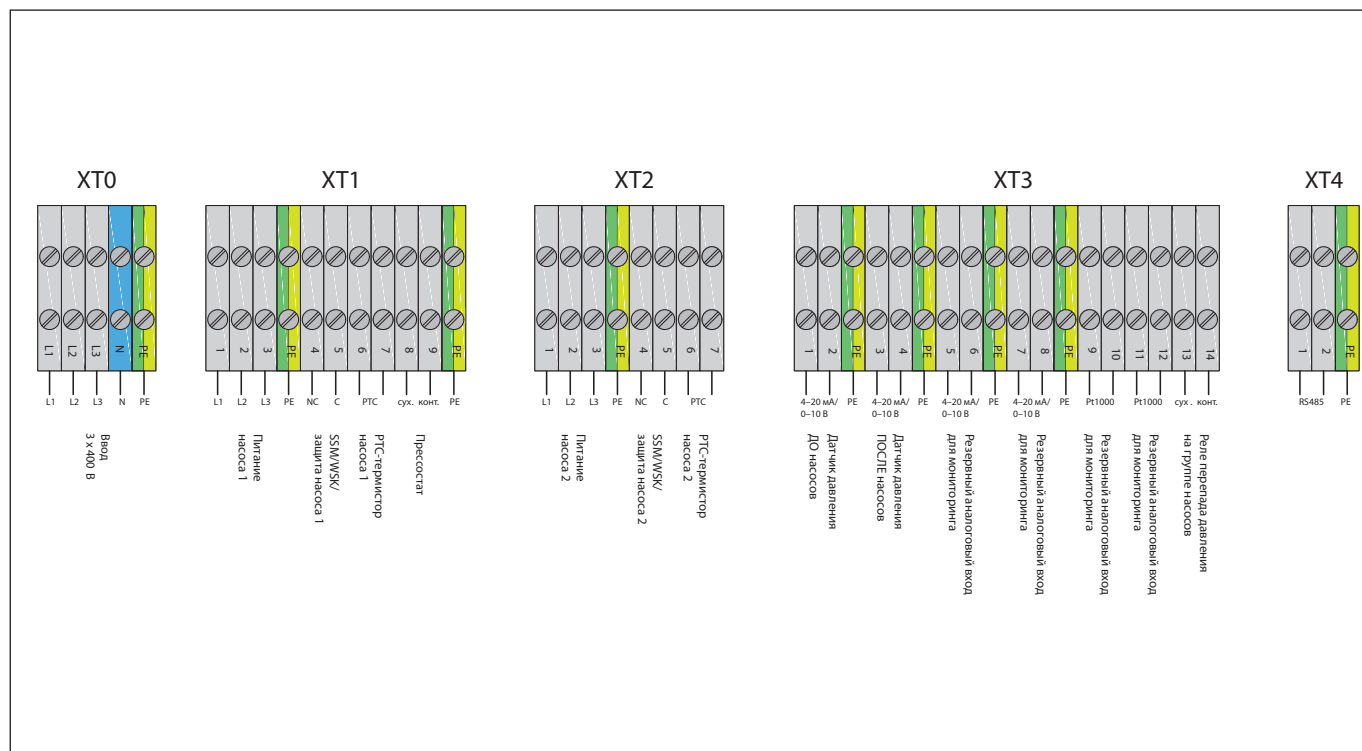 XT0
XT1
XT2
XT3
XT4
L1 L2 L3 N PE
1 2 3 PE 4 5 6 7 8 9 PE
1 2 3 PE 4 5 6 7
1 2 PE 3 4 PE 5 6 PE 7 8 PE 9 10 11 12 13 14
1 2 PE
L1 L2 L3 N PE
L1 L2 L3 PE NC C PTC сух. конт. PE
L1 L2 L3 PE NC C PTC
4–20 мА/ PE 4–20 мА/ PE 4–20 мА/ PE 4–20 мА/ PE Pt1000 Pt1000 сух. конт.
0–10 В 0–10 В 0–10 В 0–10 В
RS485 PE
Ввод
3 x 400 В
Питание
насоса 1
SSM/WSK/
защита насоса 1
PTC-термистор
насоса 1
Прессостат
Питание
насоса 2
SSM/WSK/
защита насоса 2
PTC-термистор
насоса 2
Датчик давления
ДО насосов
Датчик давления
ПОСЛЕ насосов
Резервный аналоговый вход
для мониторинга
Резервный аналоговый вход
для мониторинга
Резервный аналоговый вход
для мониторинга
Резервный аналоговый вход
для мониторинга
Реле перепада давления
на группе насосов